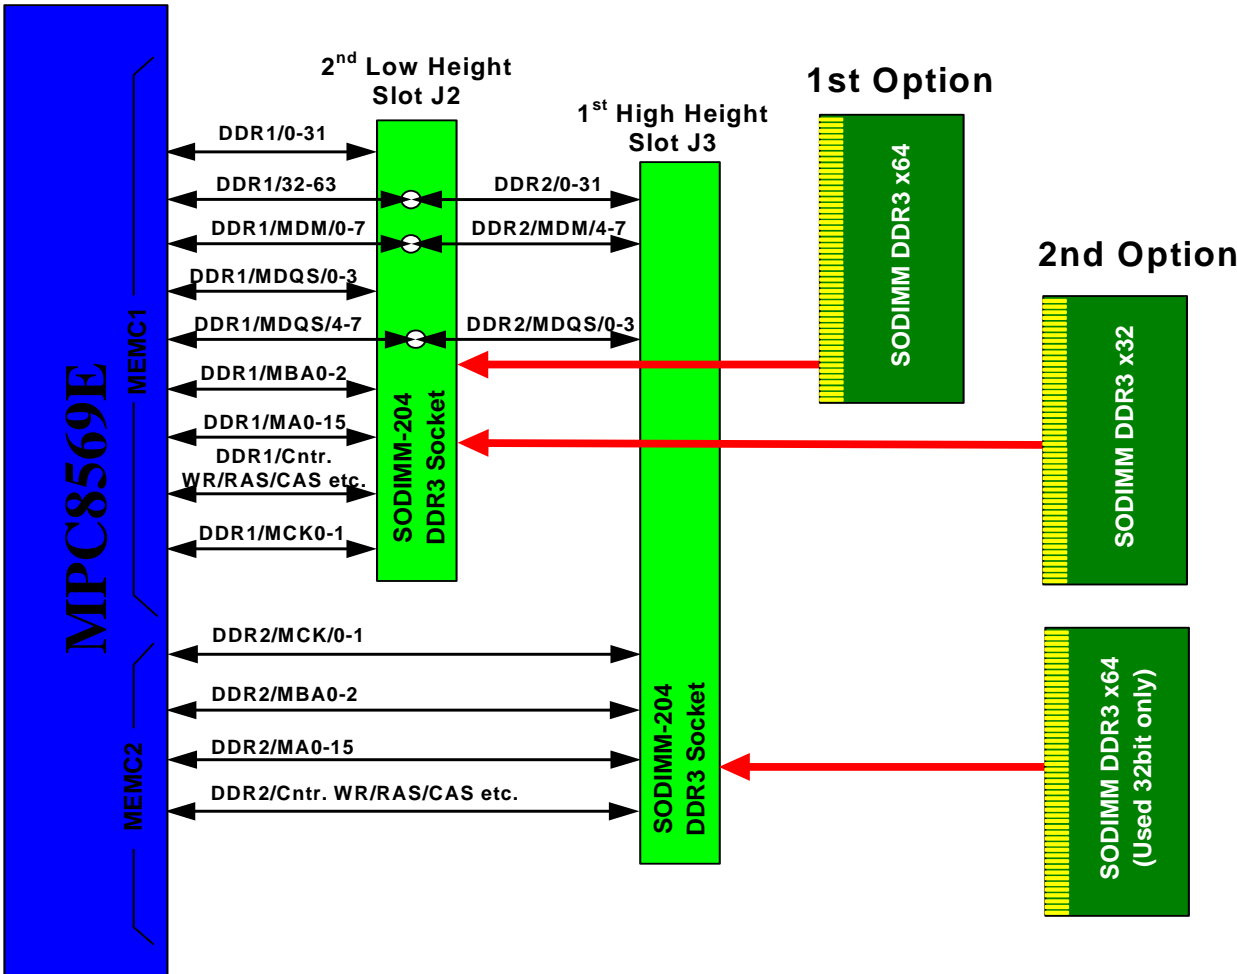 MPC8569E
MEMC1
MEMC2
2nd Low Height
Slot J2
1st High Height
Slot J3
1st Option
2nd Option
DDR1/0-31
DDR1/32-63
DDR2/0-31
DDR1/MDM/0-7
DDR2/MDM/4-7
DDR1/MDQS/0-3
DDR1/MDQS/4-7
DDR2/MDQS/0-3
DDR1/MBA0-2
DDR1/MA0-15
DDR1/Cntr.
WR/RAS/CAS etc.
DDR1/MCK0-1
SODIMM-204
DDR3 Socket
DDR2/MCK/0-1
DDR2/MBA0-2
DDR2/MA0-15
DDR2/Cntr. WR/RAS/CAS etc.
SODIMM-204
DDR3 Socket
SODIMM DDR3 x64
SODIMM DDR3 x32
SODIMM DDR3 x64
(Used 32bit only)